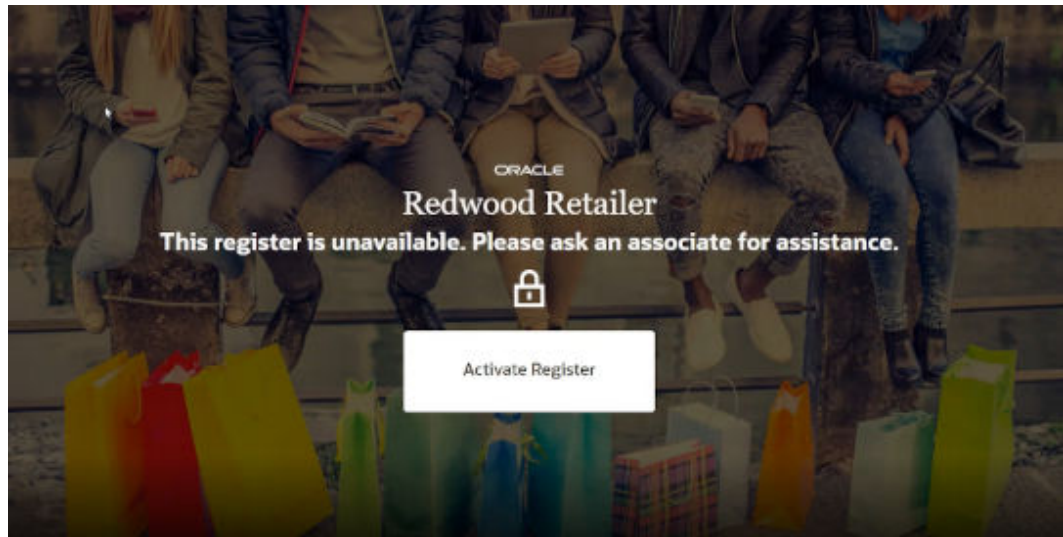 ORACLE
Redwood Retailer
This register is unavailable. Please ask an associate for assistance.
Activate Register